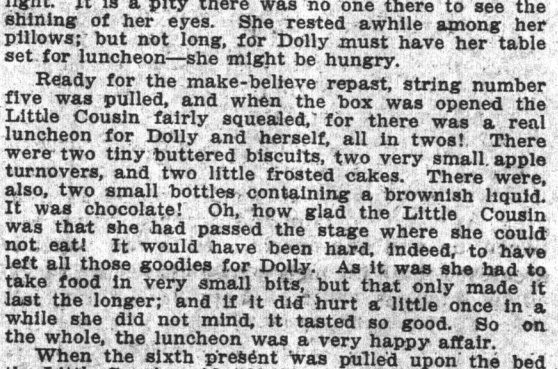 light. It is a pity there was no one there to see the
shining of her eyes. She rested awhile among her
pillows; but not long, for Dolly must have her table
set for luncheon—she might be hungry.
Ready for the make-believe repast, string number
five was pulled, and when the box was opened the
Little Cousin fairly squealed, for there was a real
luncheon for Dolly and herself, all in twos! There
were two tiny buttered biscuits, two very small apple
turnovers, and two little frosted cakes. There were,
also, two small bottles containing a brownish liquid.
It was chocolate! Oh, how glad the Little Cousin
was that she had passed the stage where she could
not eat! It would have been hard, indeed, to have
left all those goodies for Dolly. As it was she had to
take food in very small bits, but that only made it
last the longer; and if it did hurt a little once in a
while she did not mind, it tasted so good. So on
the whole, the luncheon was a very happy affair.
When the sixth present was pulled upon the bed